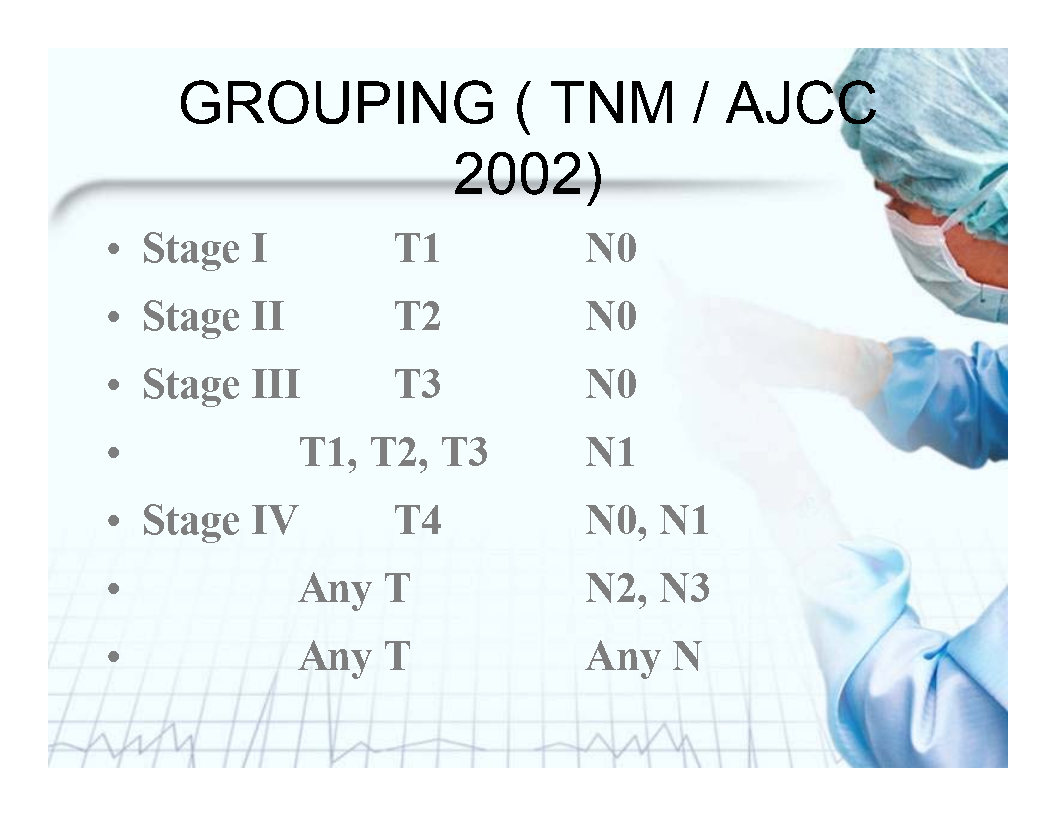 GROUPING ( TNM / AJCC
2002)
• Stage I T1 N0
• Stage II T2 N0
• Stage III T3 N0
• T1, T2, T3 N1
• Stage IV T4 N0, N1
• Any T N2, N3
• Any T Any N